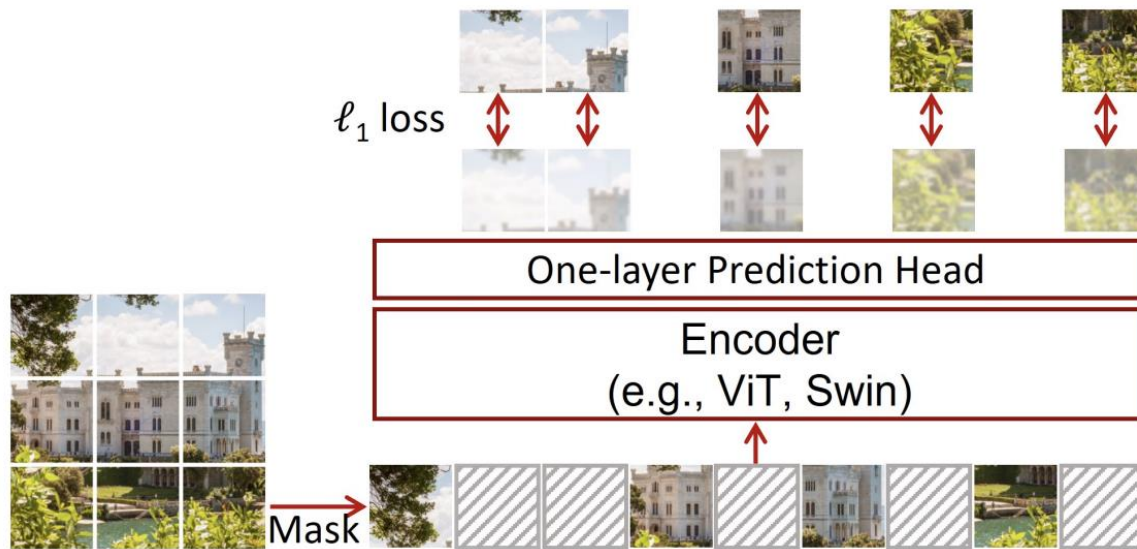 ℓ₁ loss
One-layer Prediction Head
Encoder
(e.g., ViT, Swin)
Mask